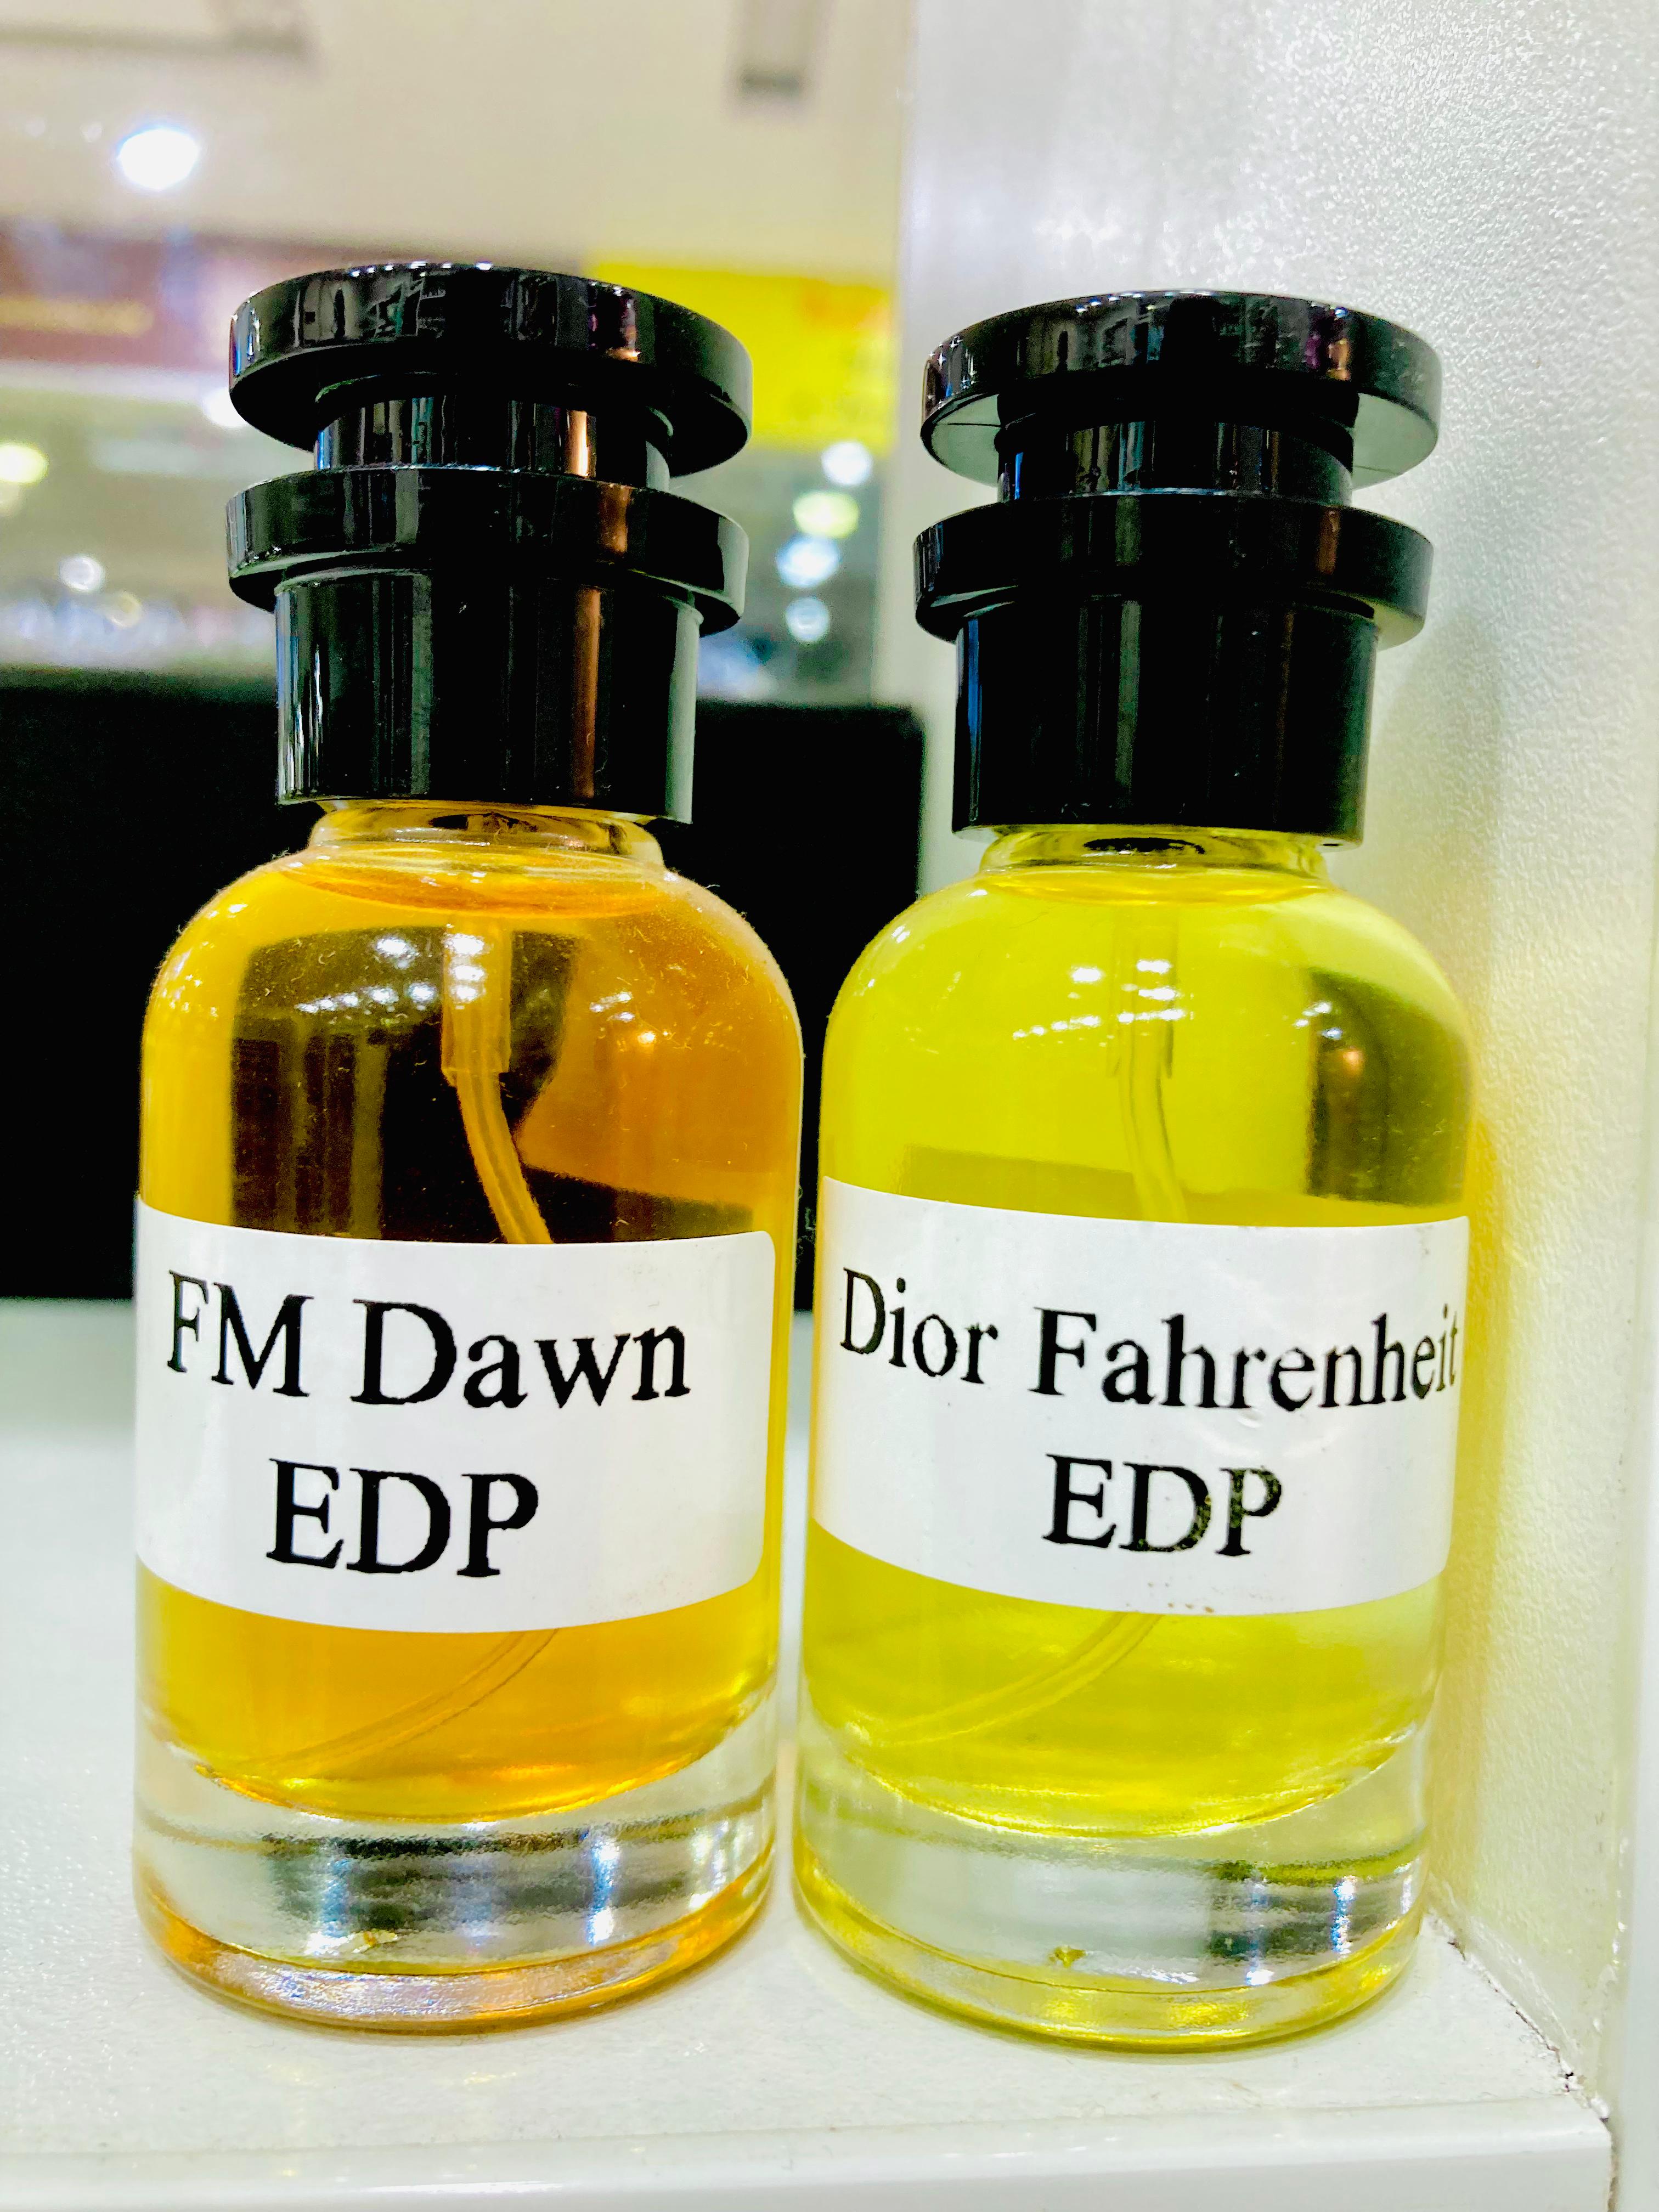 FM Dawn
EDP
Dior Fahrenheit
EDP